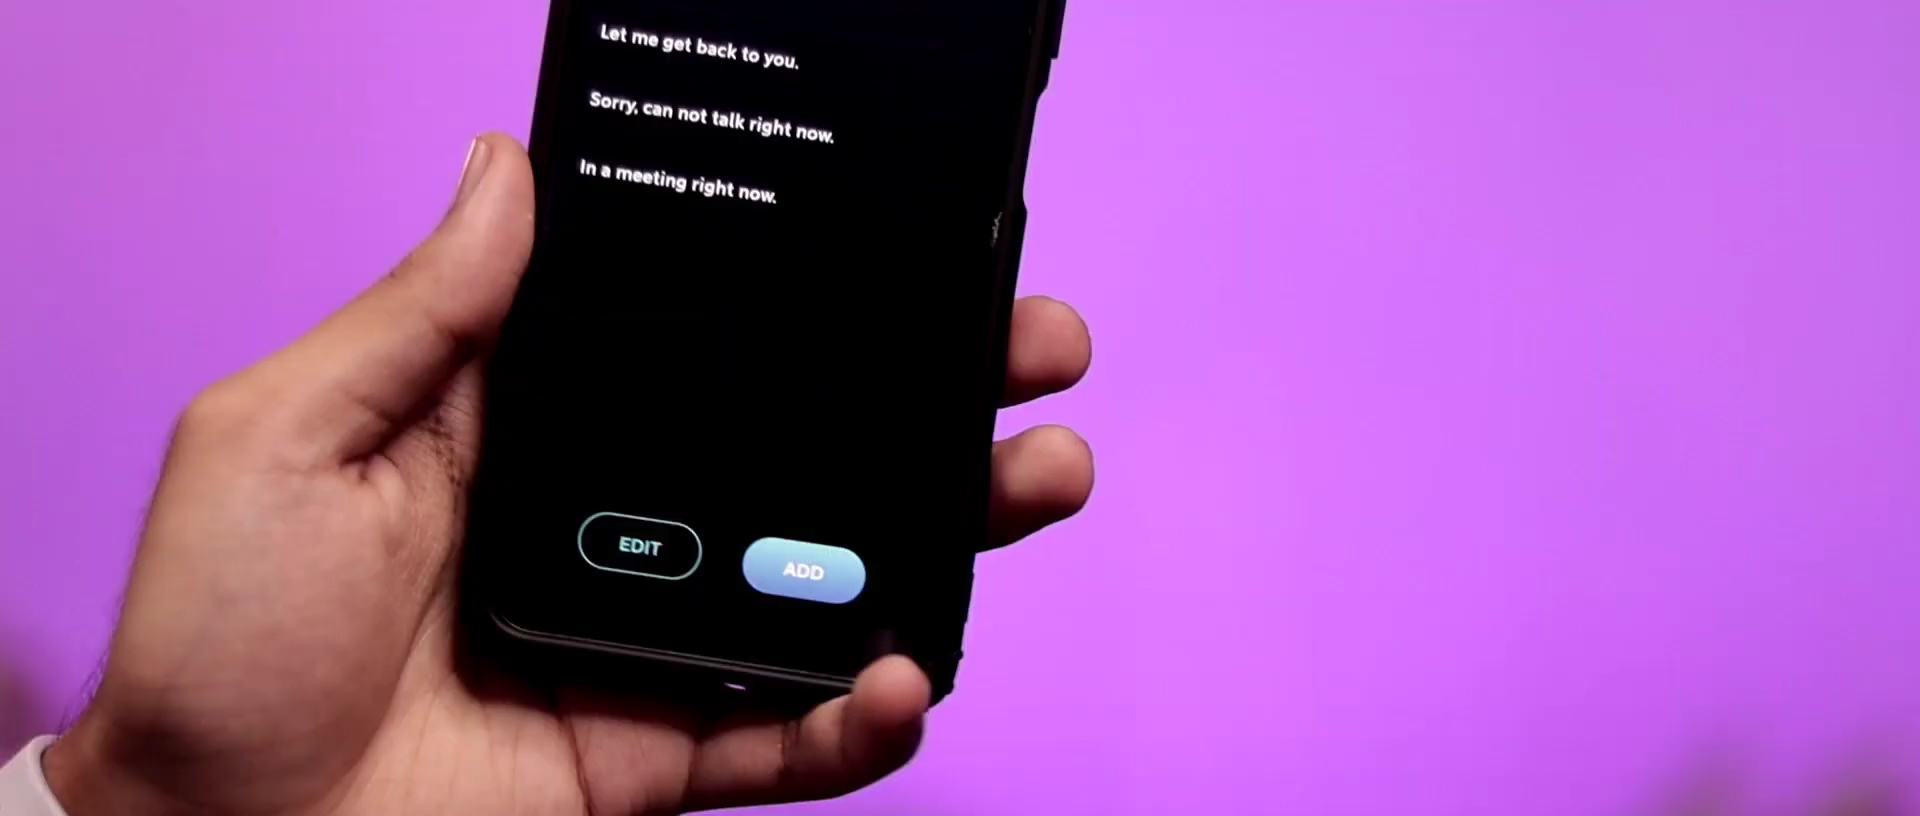 Let me get back to you.
Sorry, can not talk right now.
In a meeting right now.
EDIT
ADD